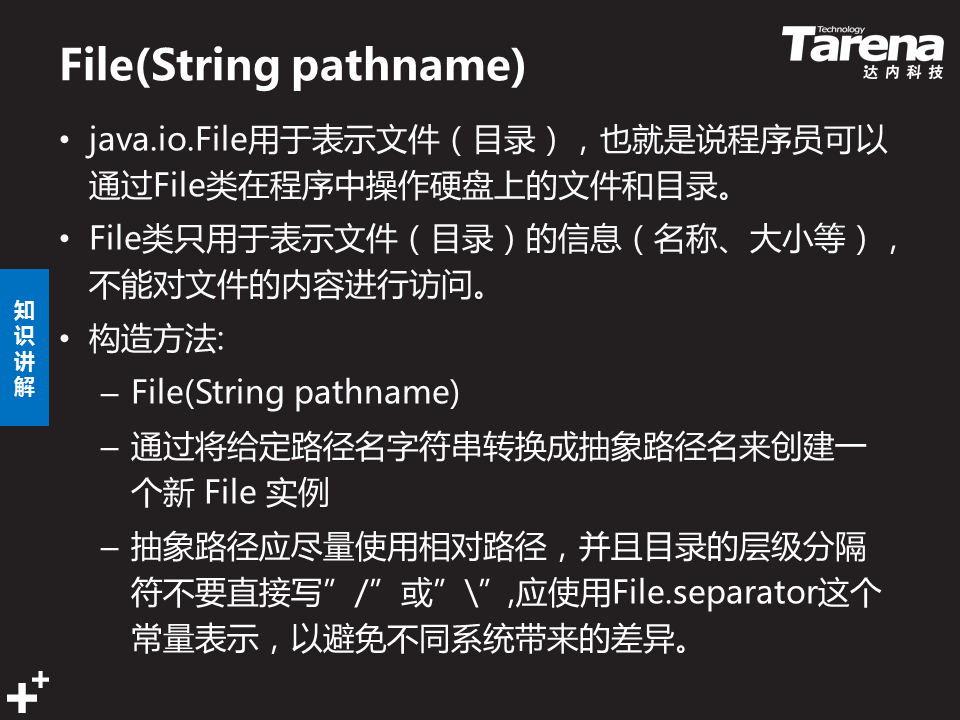 File(String pathname)
Technology
Tarena
达内科技
• java.io.File用于表示文件（目录），也就是说程序员可以
通过File类在程序中操作硬盘上的文件和目录。
• File类只用于表示文件（目录）的信息（名称、大小等），
不能对文件的内容进行访问。
知识讲解
• 构造方法:
– File(String pathname)
– 通过将给定路径名字符串转换成抽象路径名来创建一
个新 File 实例
– 抽象路径应尽量使用相对路径，并且目录的层级分隔
符不要直接写”/”或”\”,应使用File.separator这个
常量表示，以避免不同系统带来的差异。